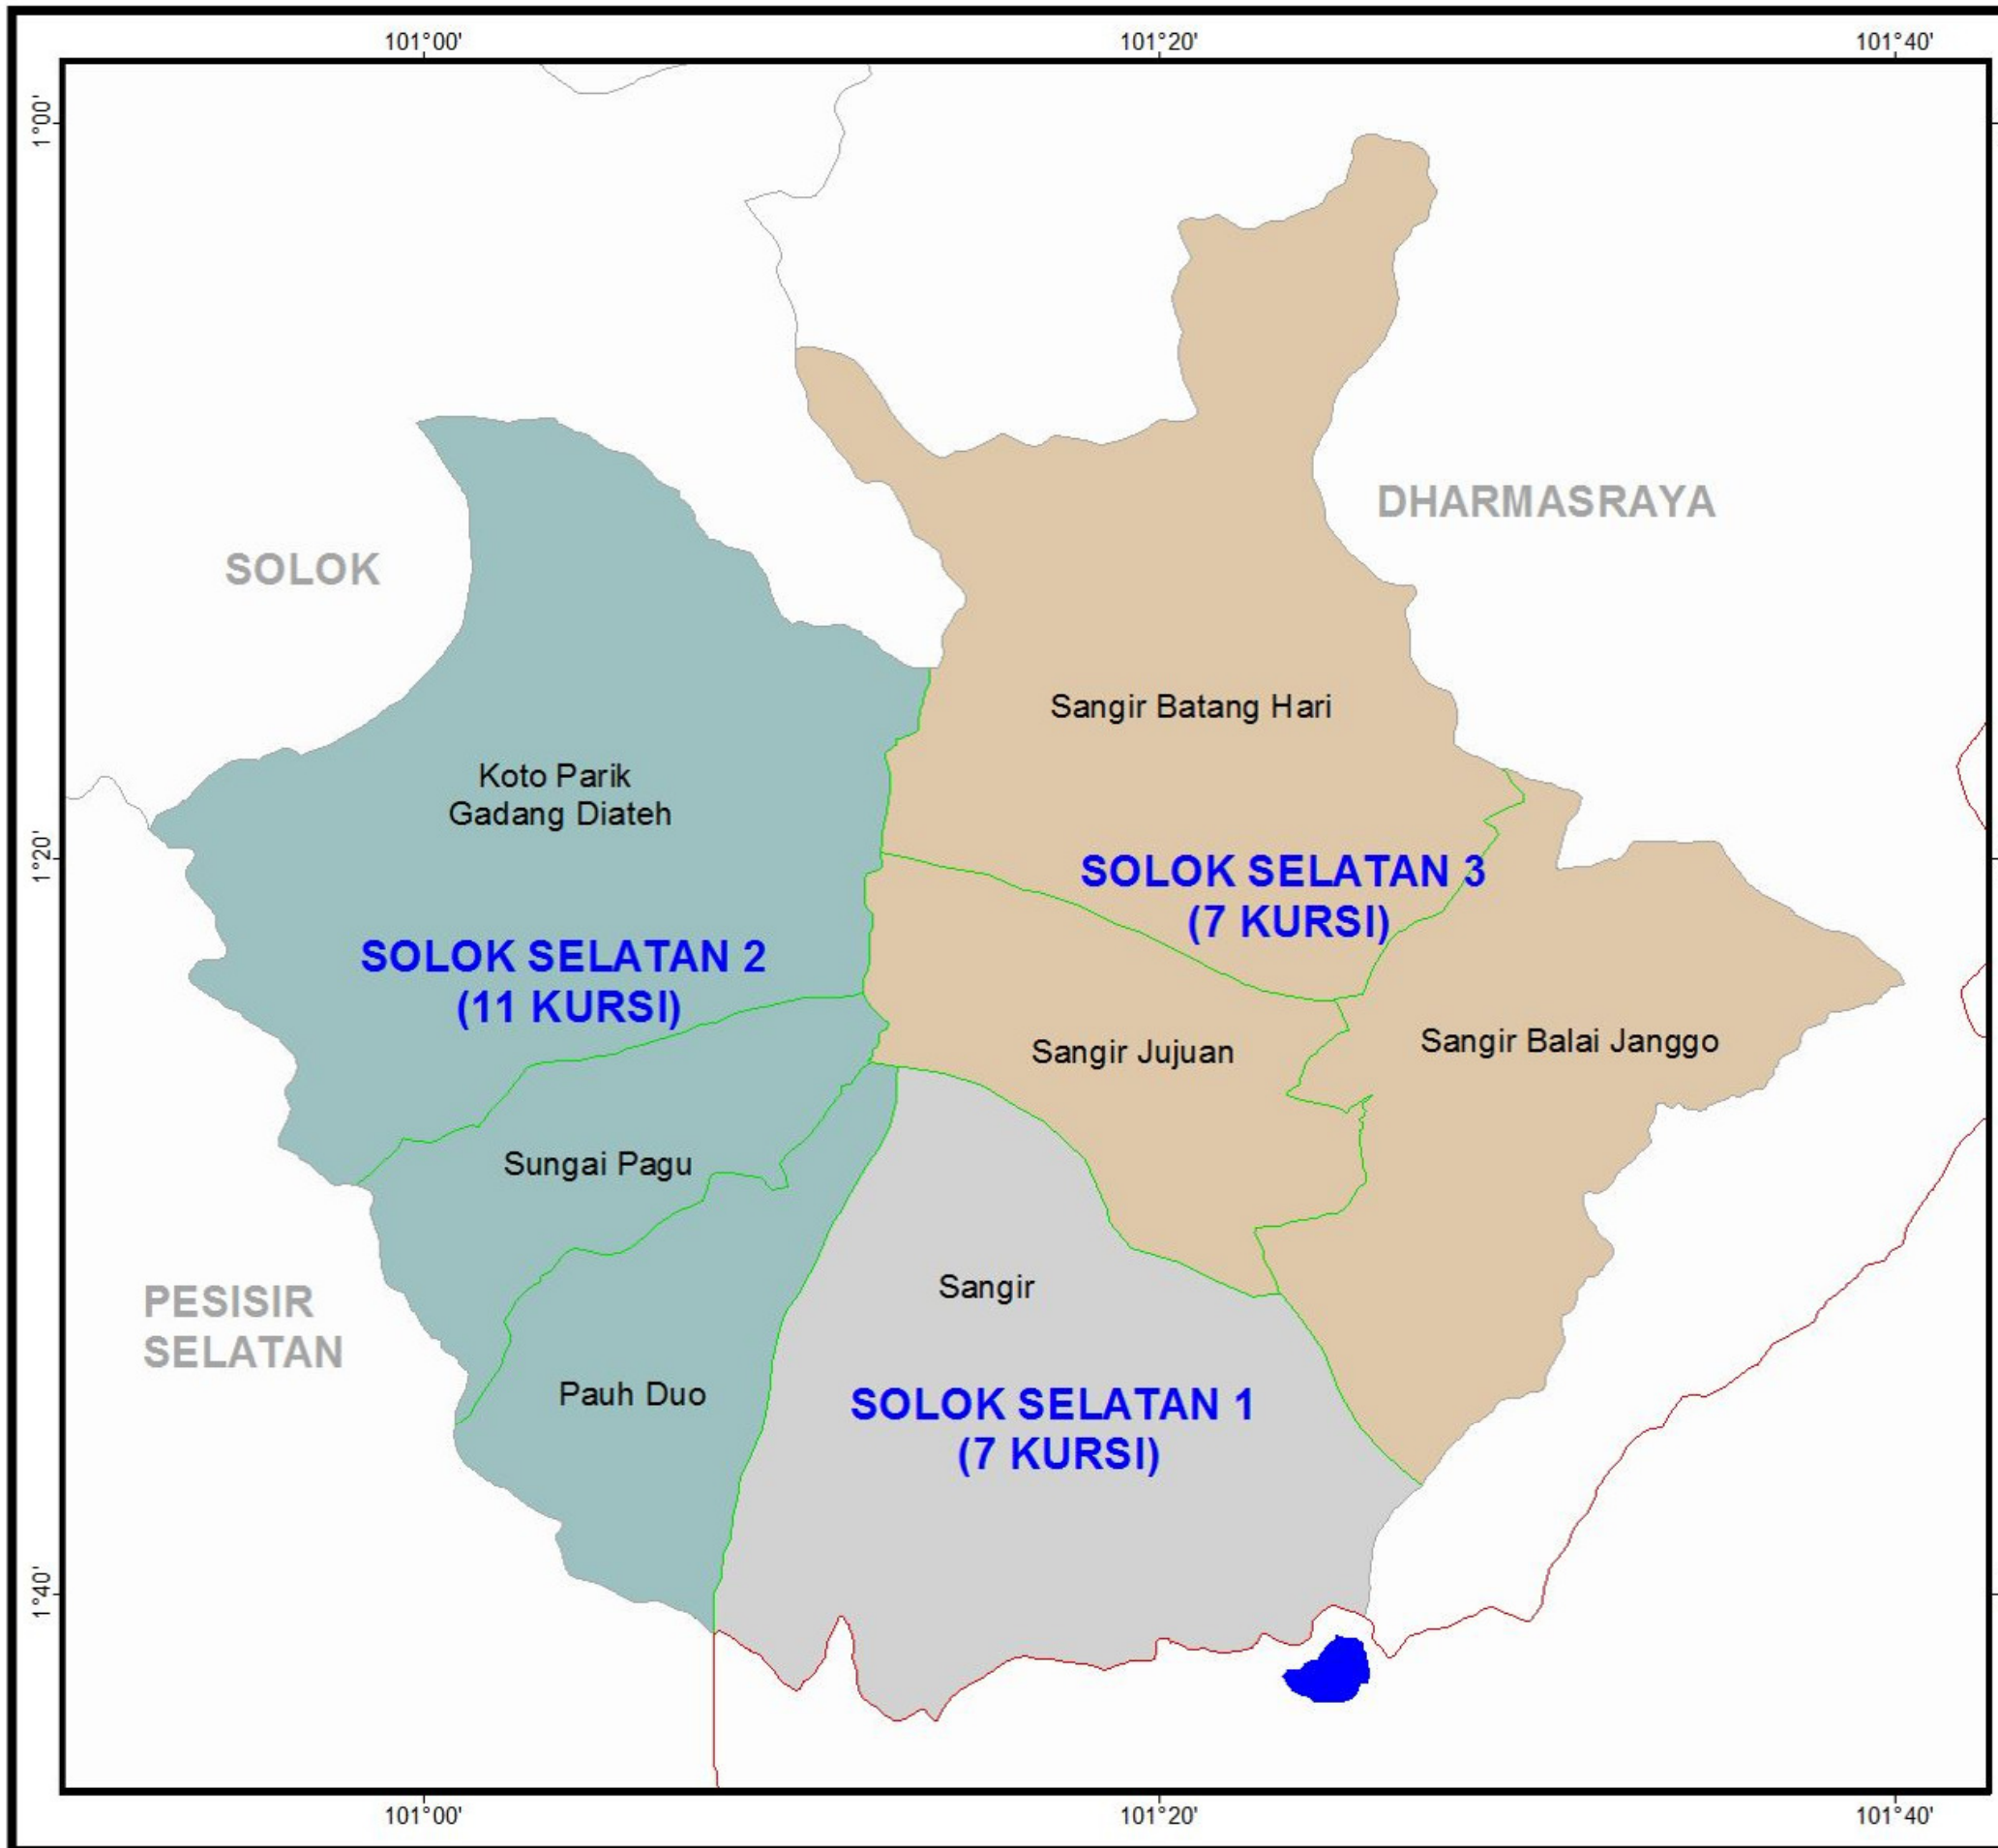 101°00'
101°20'
101°40'
1°00'
1°20'
1°40'
DHARMASRAYA
SOLOK
Sangir Batang Hari
Koto Parik
Gadang Diateh
SOLOK SELATAN 3
(7 KURSI)
SOLOK SELATAN 2
(11 KURSI)
Sangir Jujuan
Sangir Balai Janggo
Sungai Pagu
Sangir
PESISIR
SELATAN
Pauh Duo
SOLOK SELATAN 1
(7 KURSI)
101°00'
101°20'
101°40'